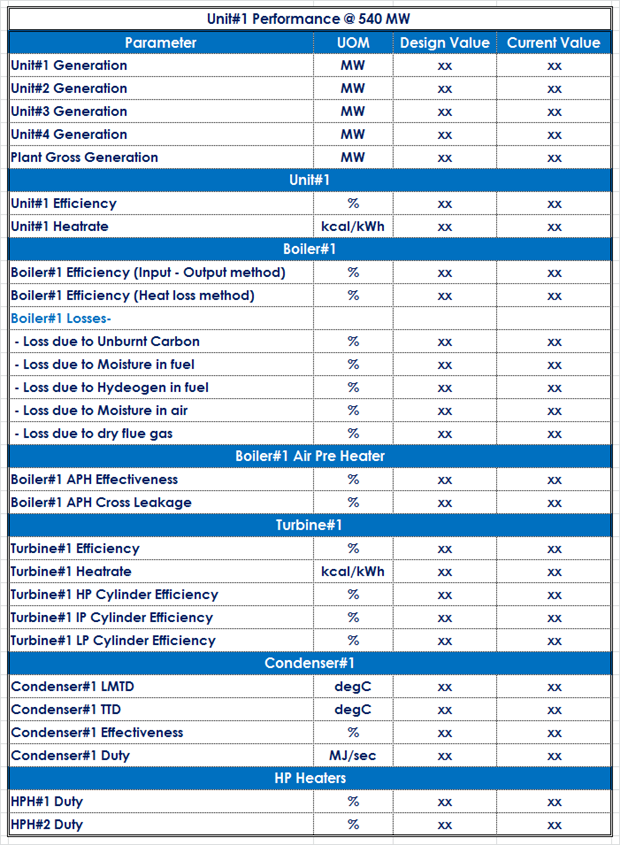 Unit#1 Performance @ 540 MW
Parameter UOM Design Value Current Value
Unit#1 Generation MW xx xx
Unit#2 Generation MW xx xx
Unit#3 Generation MW xx xx
Unit#4 Generation MW xx xx
Plant Gross Generation MW xx xx
Unit#1
Unit#1 Efficiency % xx xx
Unit#1 Heatrate kcal/kWh xx xx
Boiler#1
Boiler#1 Efficiency (Input - Output method) % xx xx
Boiler#1 Efficiency (Heat loss method) % xx xx
Boiler#1 Losses-
- Loss due to Unburnt Carbon % xx xx
- Loss due to Moisture in fuel % xx xx
- Loss due to Hydeogen in fuel % xx xx
- Loss due to Moisture in air % xx xx
- Loss due to dry flue gas % xx xx
Boiler#1 Air Pre Heater
Boiler#1 APH Effectiveness % xx xx
Boiler#1 APH Cross Leakage % xx xx
Turbine#1
Turbine#1 Efficiency % xx xx
Turbine#1 Heatrate kcal/kWh xx xx
Turbine#1 HP Cylinder Efficiency % xx xx
Turbine#1 IP Cylinder Efficiency % xx xx
Turbine#1 LP Cylinder Efficiency % xx xx
Condenser#1
Condenser#1 LMTD degC xx xx
Condenser#1 TTD degC xx xx
Condenser#1 Effectiveness % xx xx
Condenser#1 Duty MJ/sec xx xx
HP Heaters
HPH#1 Duty % xx xx
HPH#2 Duty % xx xx